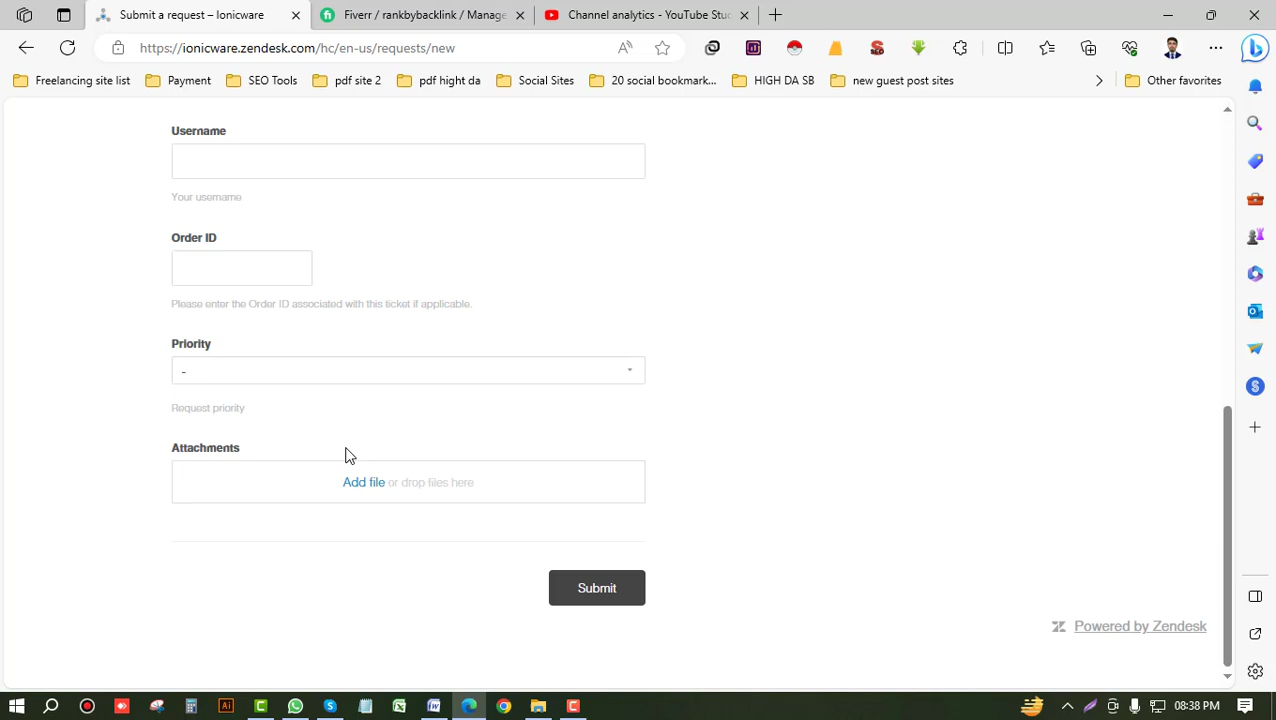 Submit a request – Ionicware
Fiverr / rankbybacklink / Manage
Channel analytics - YouTube Stud
https://ionicware.zendesk.com/hc/en-us/requests/new
Freelancing site list
Payment
SEO Tools
pdf site 2
pdf hight da
Social Sites
20 social bookmark...
HIGH DA SB
new guest post sites
Other favorites
Username
Your username
Order ID
Please enter the Order ID associated with this ticket if applicable.
Priority
-
Request priority
Attachments
Add file or drop files here
Submit
Powered by Zendesk
08:38 PM